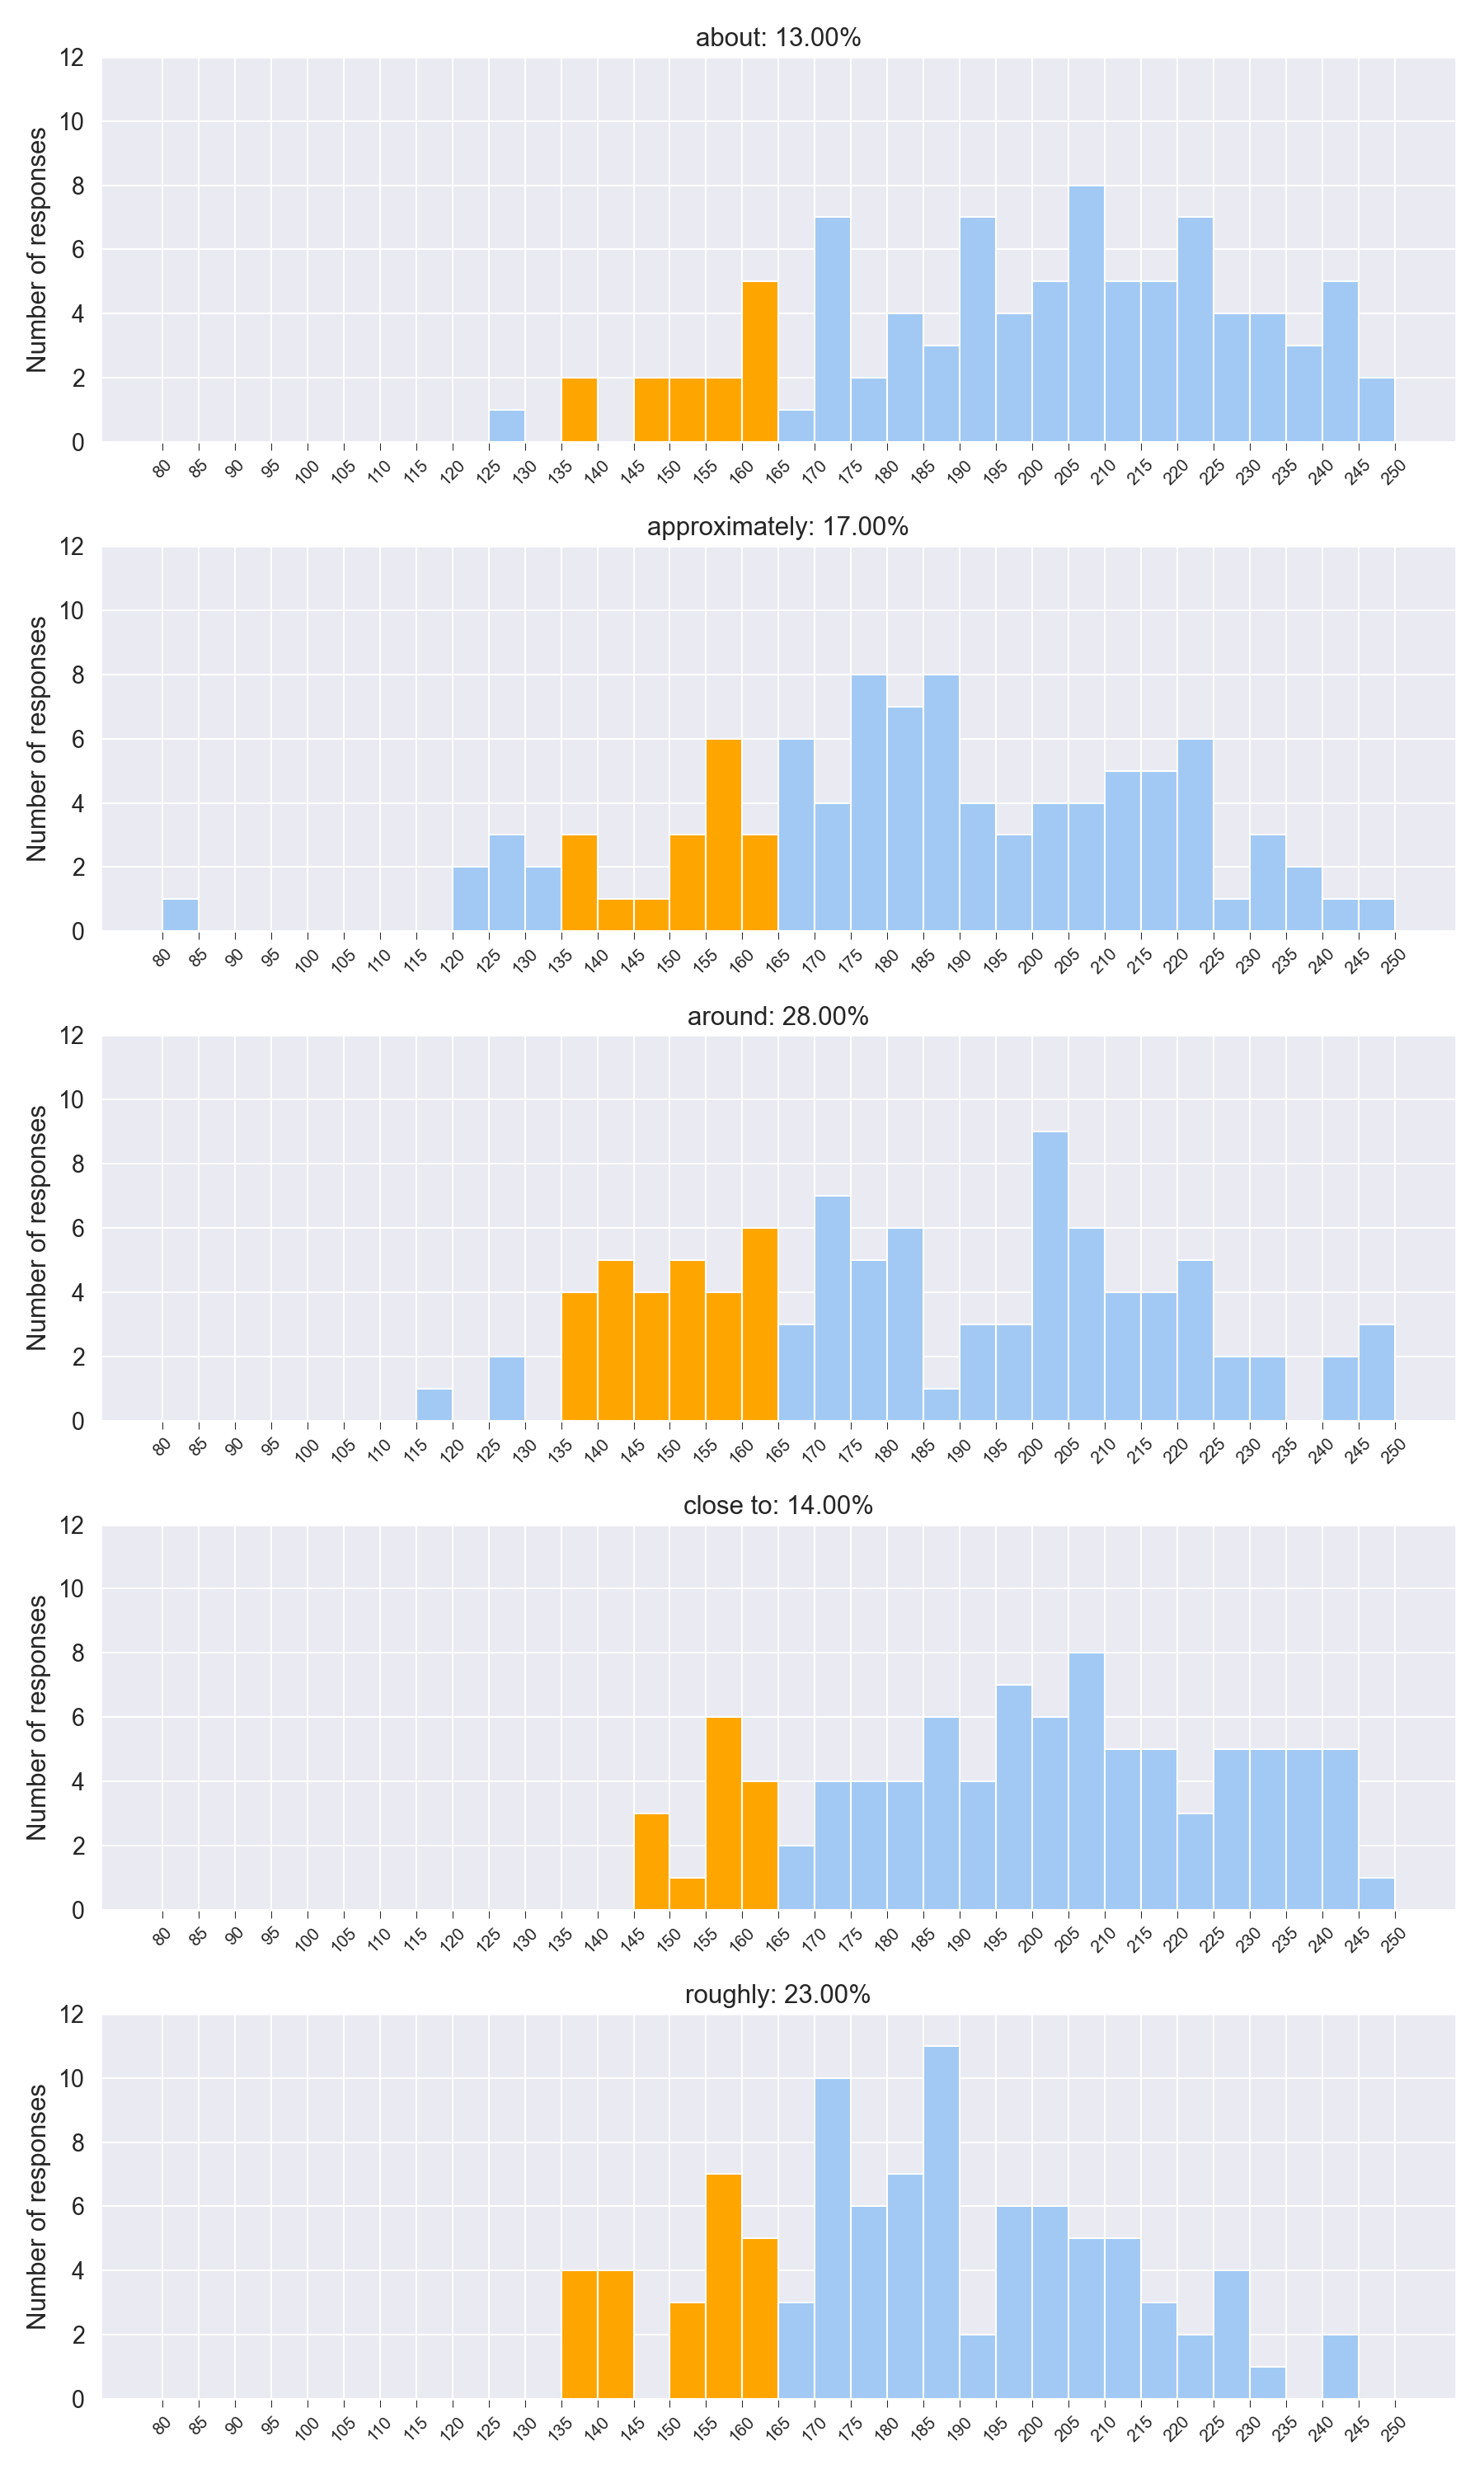 about: 13.00%
12
10
8
6
4
2
0
Number of responses
80 85 90 95 100 105 110 115 120 125 130 135 140 145 150 155 160 165 170 175 180 185 190 195 200 205 210 215 220 225 230 235 240 245 250
approximately: 17.00%
12
10
8
6
4
2
0
Number of responses
80 85 90 95 100 105 110 115 120 125 130 135 140 145 150 155 160 165 170 175 180 185 190 195 200 205 210 215 220 225 230 235 240 245 250
around: 28.00%
12
10
8
6
4
2
0
Number of responses
80 85 90 95 100 105 110 115 120 125 130 135 140 145 150 155 160 165 170 175 180 185 190 195 200 205 210 215 220 225 230 235 240 245 250
close to: 14.00%
12
10
8
6
4
2
0
Number of responses
80 85 90 95 100 105 110 115 120 125 130 135 140 145 150 155 160 165 170 175 180 185 190 195 200 205 210 215 220 225 230 235 240 245 250
roughly: 23.00%
12
10
8
6
4
2
0
Number of responses
80 85 90 95 100 105 110 115 120 125 130 135 140 145 150 155 160 165 170 175 180 185 190 195 200 205 210 215 220 225 230 235 240 245 250